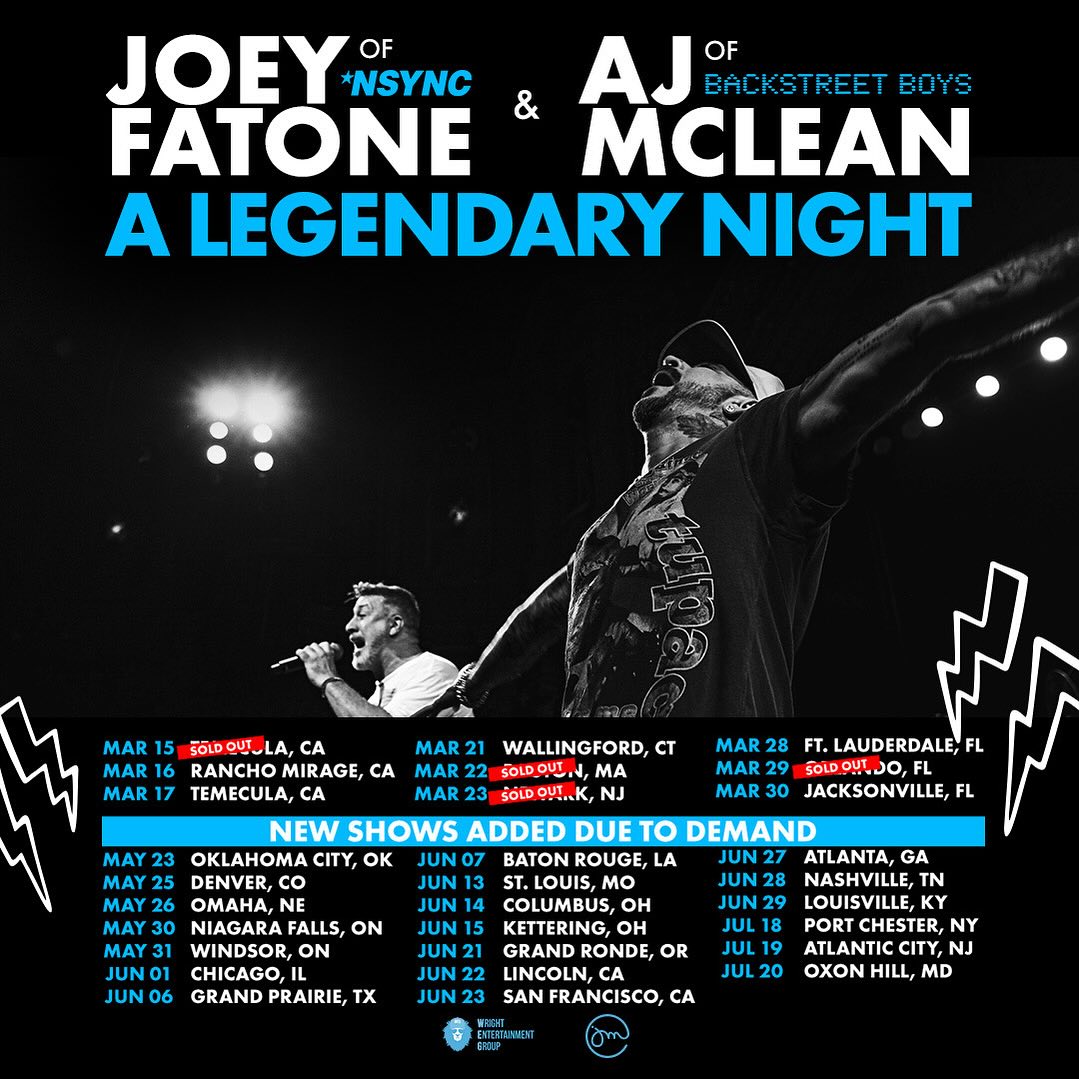 JOEY OF *NSYNC
FATONE
&
AJ OF BACKSTREET BOYS
MCLEAN
A LEGENDARY NIGHT
tupac
MAR 15 SOLD OUT, CA
MAR 16 RANCHO MIRAGE, CA
MAR 17 TEMECULA, CA
MAR 21 WALLINGFORD, CT
MAR 22 SOLD OUT, MA
MAR 23 SOLD OUT, NJ
MAR 28 FT. LAUDERDALE, FL
MAR 29 SOLD OUT, FL
MAR 30 JACKSONVILLE, FL
NEW SHOWS ADDED DUE TO DEMAND
MAY 23 OKLAHOMA CITY, OK
MAY 25 DENVER, CO
MAY 26 OMAHA, NE
MAY 30 NIAGARA FALLS, ON
MAY 31 WINDSOR, ON
JUN 01 CHICAGO, IL
JUN 06 GRAND PRAIRIE, TX
JUN 07 BATON ROUGE, LA
JUN 13 ST. LOUIS, MO
JUN 14 COLUMBUS, OH
JUN 15 KETTERING, OH
JUN 21 GRAND RONDE, OR
JUN 22 LINCOLN, CA
JUN 23 SAN FRANCISCO, CA
JUN 27 ATLANTA, GA
JUN 28 NASHVILLE, TN
JUN 29 LOUISVILLE, KY
JUL 18 PORT CHESTER, NY
JUL 19 ATLANTIC CITY, NJ
JUL 20 OXON HILL, MD
WRIGHT
ENTERTAINMENT
GROUP
jm